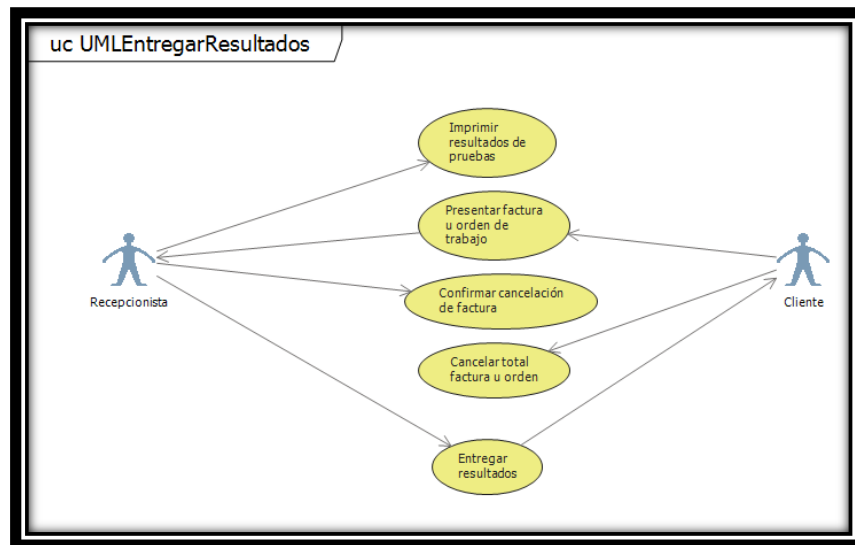 uc UMLEntregarResultados
Imprimir
resultados de
pruebas
Presentar factura
u orden de
trabajo
Recepcionista
Confirmar cancelación
de factura
Cliente
Cancelar total
factura u orden
Entregar
resultados